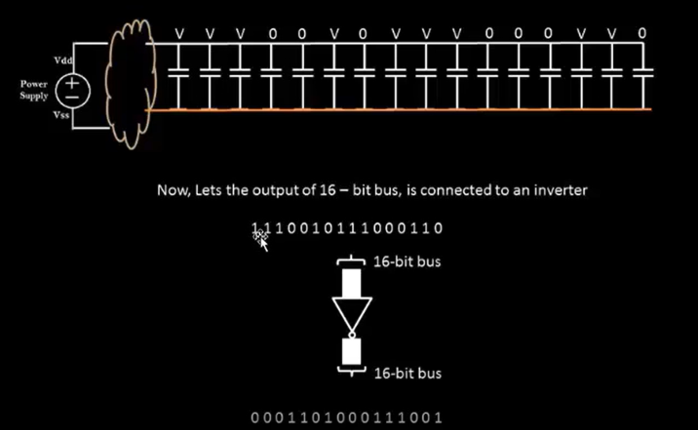 V V V 0 0 V 0 V V V 0 0 0 V V 0
Vdd
Power
Supply
Vss
Now, Lets the output of 16 – bit bus, is connected to an inverter
1110010111000110
16-bit bus
16-bit bus
0001101000111001